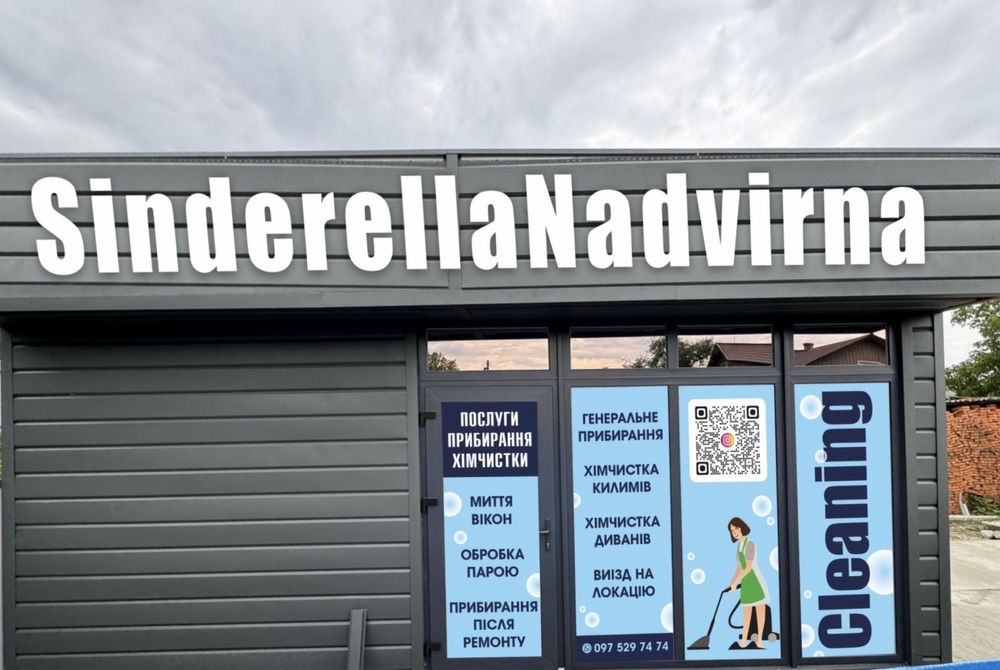 SinderellaNadvirna
ПОСЛУГИ
ПРИБИРАННЯ
ХІМЧИСТКИ
МИТТЯ
ВІКОН
ОБРОБКА
ПАРОЮ
ПРИБИРАННЯ
ПІСЛЯ
РЕМОНТУ
ГЕНЕРАЛЬНЕ
ПРИБИРАННЯ
ХІМЧИСТКА
КИЛИМІВ
ХІМЧИСТКА
ДИВАНІВ
ВИЇЗД НА
ЛОКАЦІЮ
097 529 74 74
Cleaning